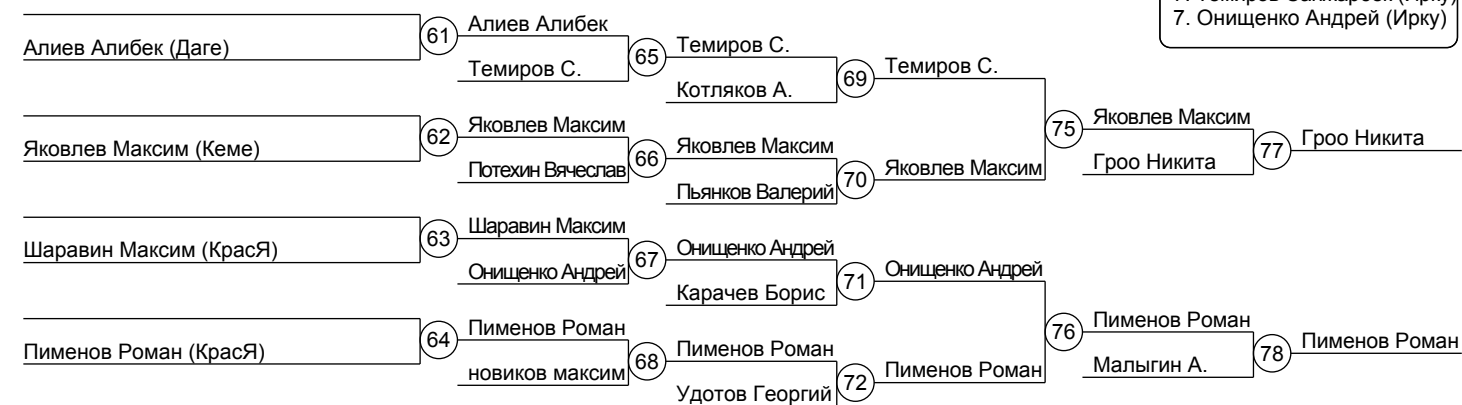 7. Онищенко Андрей (Ирку)
Алиев Алибек (Даге)
61
Алиев Алибек
Темиров С.
65
Темиров С.
Котляков А.
69
Темиров С.
Яковлев Максим (Кеме)
62
Яковлев Максим
Потехин Вячеслав
66
Яковлев Максим
Пьянков Валерий
70
Яковлев Максим
75
Яковлев Максим
Гроо Никита
77
Гроо Никита
Шаравин Максим (КрасЯ)
63
Шаравин Максим
Онищенко Андрей
67
Онищенко Андрей
Карачев Борис
71
Онищенко Андрей
Пименов Роман (КрасЯ)
64
Пименов Роман
новиков максим
68
Пименов Роман
Удотов Георгий
72
Пименов Роман
76
Пименов Роман
Малыгин А.
78
Пименов Роман